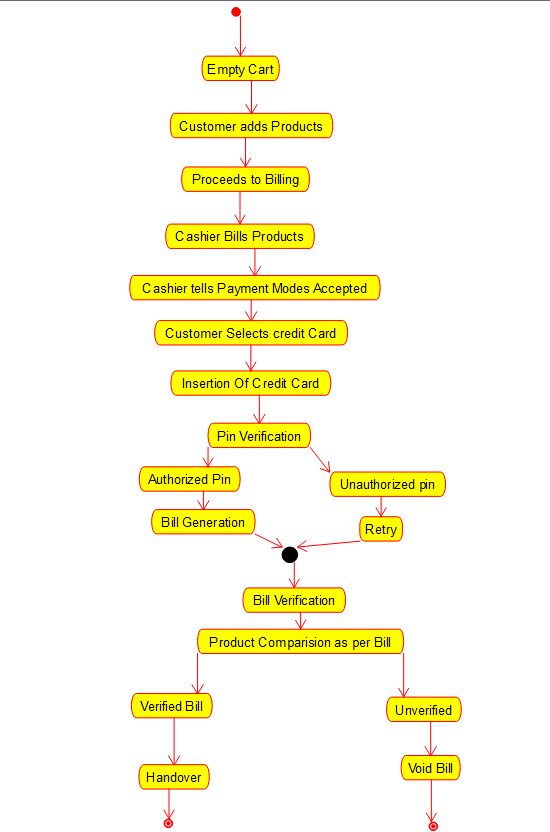 Empty Cart
Customer adds Products
Proceeds to Billing
Cashier Bills Products
Cashier tells Payment Modes Accepted
Customer Selects credit Card
Insertion Of Credit Card
Pin Verification
Authorized Pin
Unauthorized pin
Bill Generation
Retry
Bill Verification
Product Comparision as per Bill
Verified Bill
Unverified
Void Bill
Handover